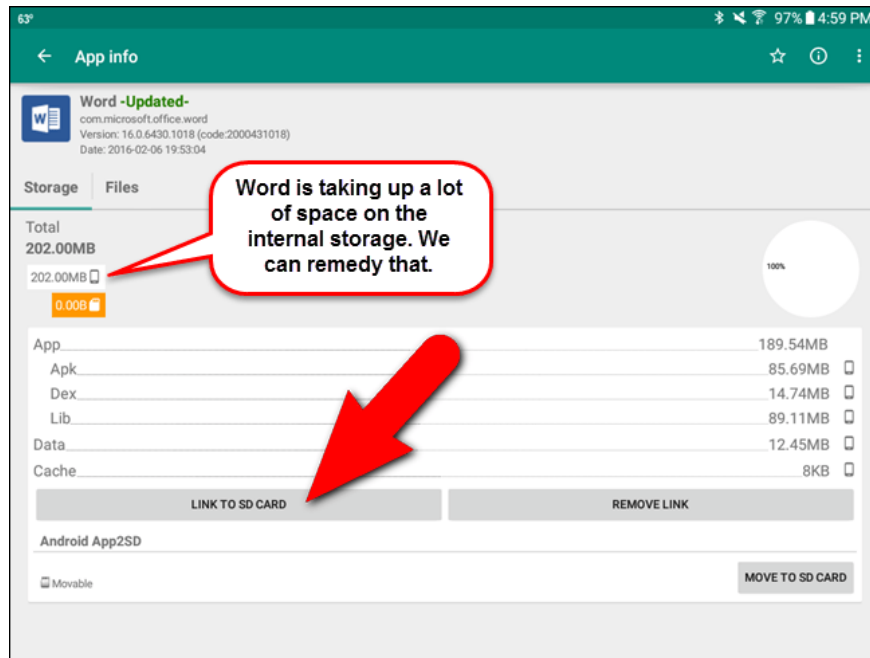 63° 97% 4:59 PM
App info
Word -Updated-
com.microsoft.office.word
Version: 16.0.6430.1018 (code:2000431018)
Date: 2016-02-06 19:53:04
Storage Files
Word is taking up a lot
of space on the
internal storage. We
can remedy that.
Total
202.00MB
202.00MB
0.00B
100%
App 189.54MB
Apk 85.69MB
Dex 14.74MB
Lib 89.11MB
Data 12.45MB
Cache 8KB
LINK TO SD CARD REMOVE LINK
Android App2SD
Movable MOVE TO SD CARD